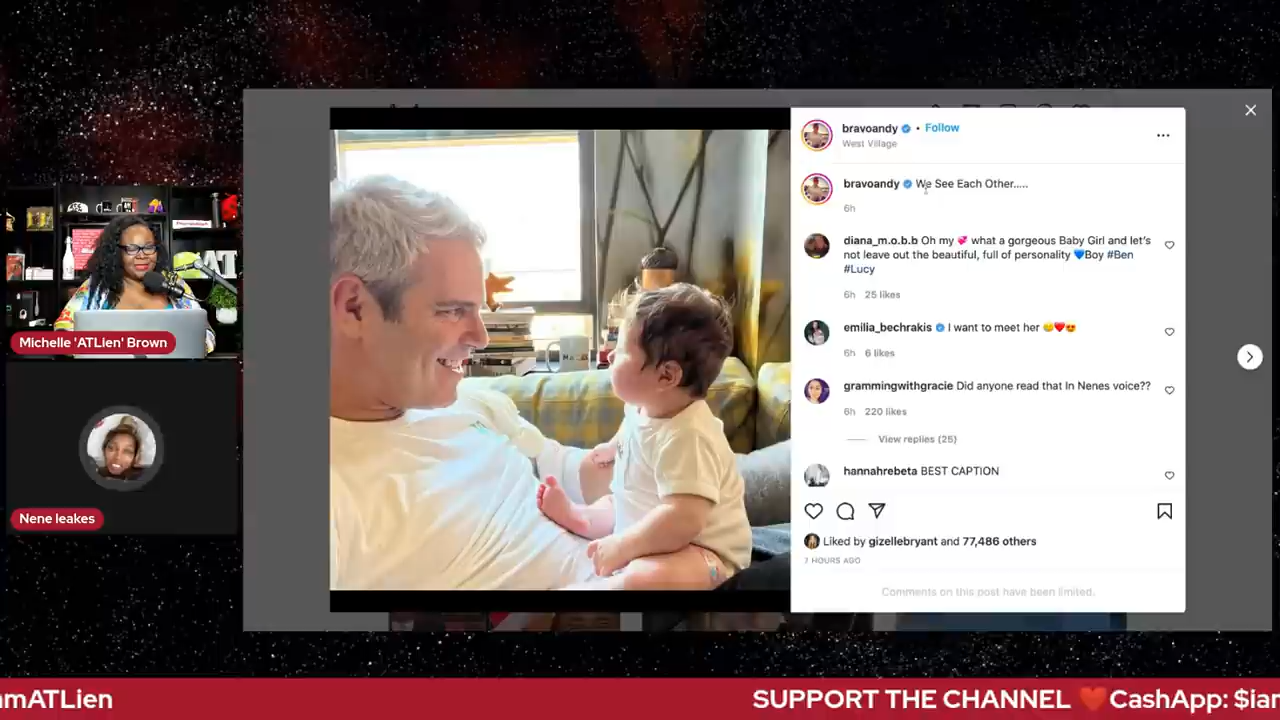 bravoandy • Follow
West Village
bravoandy We See Each Other.....
6h
diana_m.o.b.b Oh my 💞 what a gorgeous Baby Girl and let's
not leave out the beautiful, full of personality 💙Boy #Ben
#Lucy
6h 25 likes
emilia_bechrakis I want to meet her 😊❤️😍
6h 6 likes
grammingwithgracie Did anyone read that In Nenes voice??
6h 220 likes
View replies (25)
hannahrebeta BEST CAPTION
Liked by gizellebryant and 77,486 others
7 HOURS AGO
Comments on this post have been limited.
Michelle 'ATLien' Brown
Nene leakes
AT
mATLien
SUPPORT THE CHANNEL ❤️CashApp: $iam